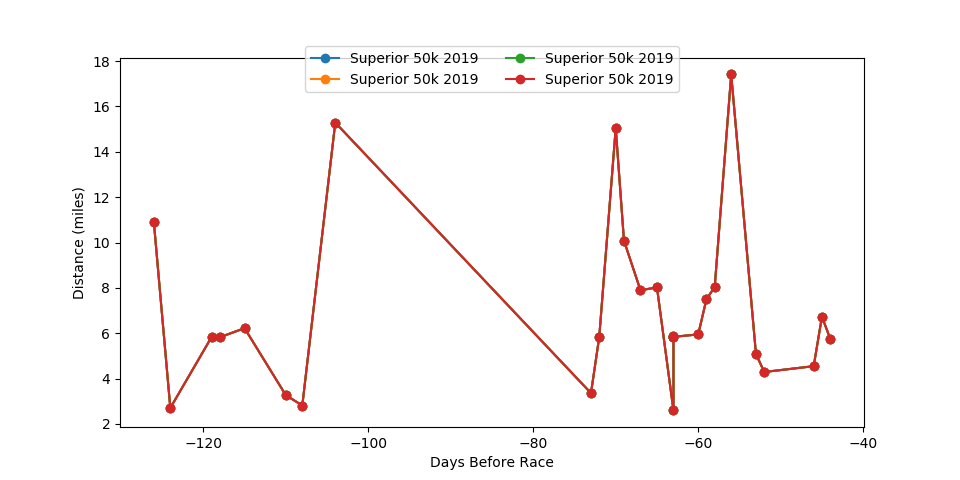 Superior 50k 2019 Superior 50k 2019
Superior 50k 2019 Superior 50k 2019
18
16
14
12
10
8
6
4
2
Distance (miles)
−120 −100 −80 −60 −40
Days Before Race